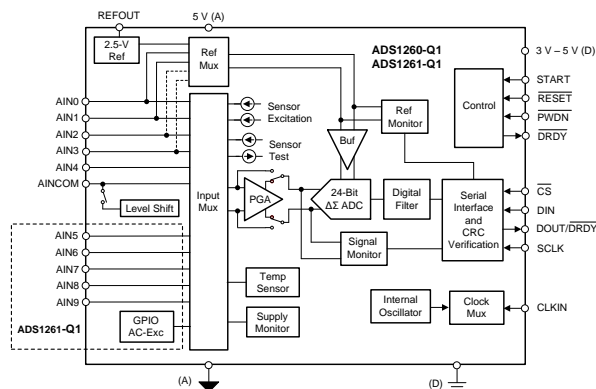 REFOUT
5 V (A)
2.5-V
Ref
Ref
Mux
ADS1260-Q1
ADS1261-Q1
3 V – 5 V (D)
START
RESET
PWDN
DRDY
Control
AIN0
AIN1
AIN2
AIN3
AIN4
AINCOM
Level Shift
Sensor
Excitation
Sensor
Test
Ref
Monitor
Buf
Input
Mux
PGA
24-Bit
ΔΣ ADC
Digital
Filter
Serial
Interface
and
CRC
Verification
CS
DIN
DOUT/DRDY
SCLK
Signal
Monitor
AIN5
AIN6
AIN7
AIN8
AIN9
Temp
Sensor
Supply
Monitor
GPIO
AC-Exc
ADS1261-Q1
Internal
Oscillator
Clock
Mux
CLKIN
(A)
(D)